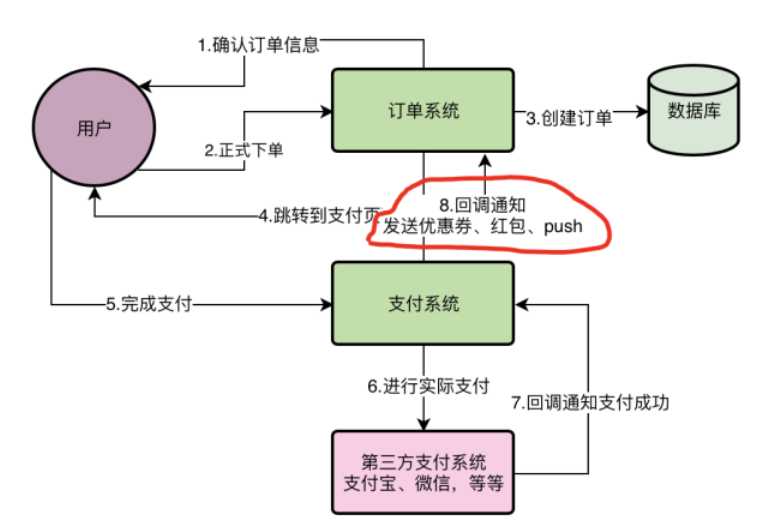 1.确认订单信息
用户
订单系统
3.创建订单
数据库
2.正式下单
4.跳转到支付页
8.回调通知
发送优惠券、红包、push
5.完成支付
支付系统
6.进行实际支付
7.回调通知支付成功
第三方支付系统
支付宝、微信，等等